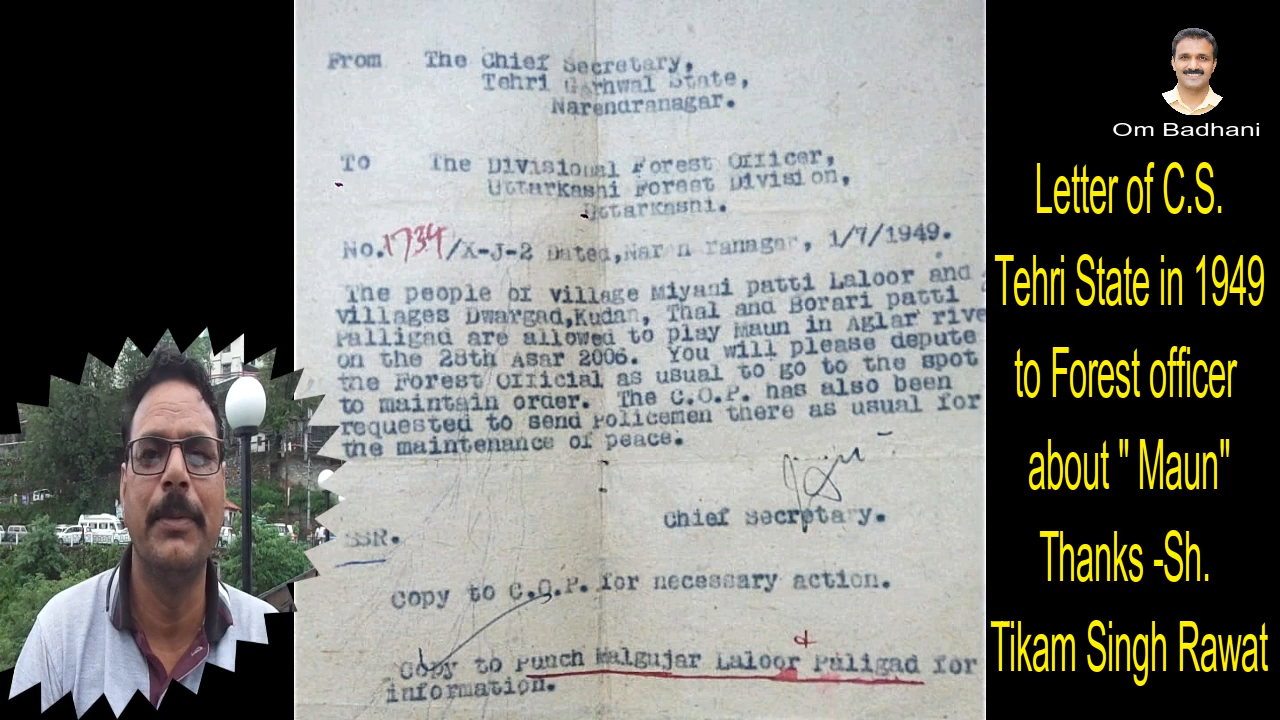 From The Chief Secretary,
Tehri Garhwal State,
Narendranagar.
To The Divisional Forest Officer,
Uttarkashi Forest Division,
Uttarkashi.
No.1734/X-J-2 Dated, Narendranagar, 1/7/1949.
The people of village Miyani patti Laloor and
villages Dwargad,Kudan, Thal and Borari patti
Palligad are allowed to play Maun in Aglar rive
on the 28th Asar 2006. You will please depute
the Forest Official as usual to go to the spot
to maintain order. The C.O.P. has also been
requested to send Policemen there as usual for
the maintenance of peace.
Chief Secretary.
SSR.
Copy to C.O.P. for necessary action.
Copy to Punch Malgujar Laloor & Paligad for
information.
Om Badhani
Letter of C.S.
Tehri State in 1949
to Forest officer
about " Maun"
Thanks -Sh.
Tikam Singh Rawat